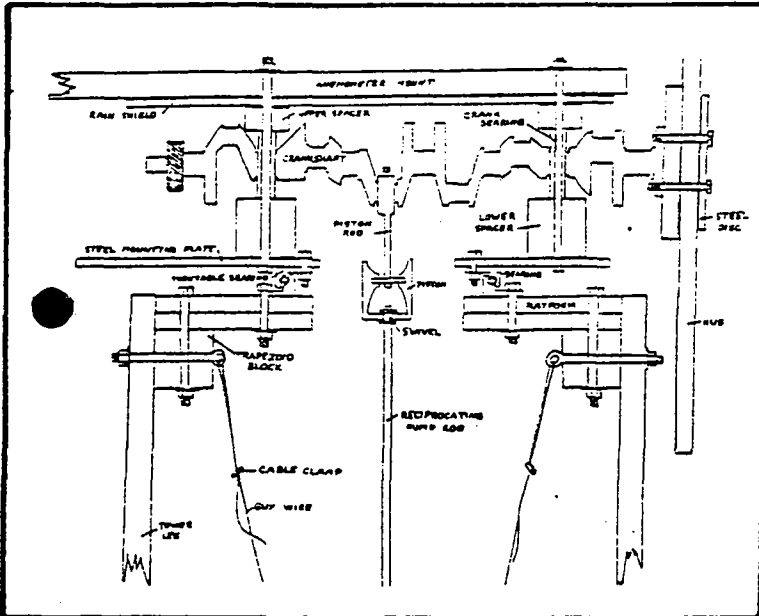 ANEMOMETER MOUNT
RAIN SHIELD
UPPER SPACER
CRANK
BEARING
CRANKSHAFT
PISTON
ROD
LOWER
SPACER
STEEL
DISC
STEEL MOUNTING PLATE
TURNTABLE BEARING
BEARING
PISTON
PLATFORM
SWIVEL
HUB
TRAPEZOID
BLOCK
RECIPROCATING
PUMP ROD
CABLE CLAMP
GUY WIRE
TOWER
LEG